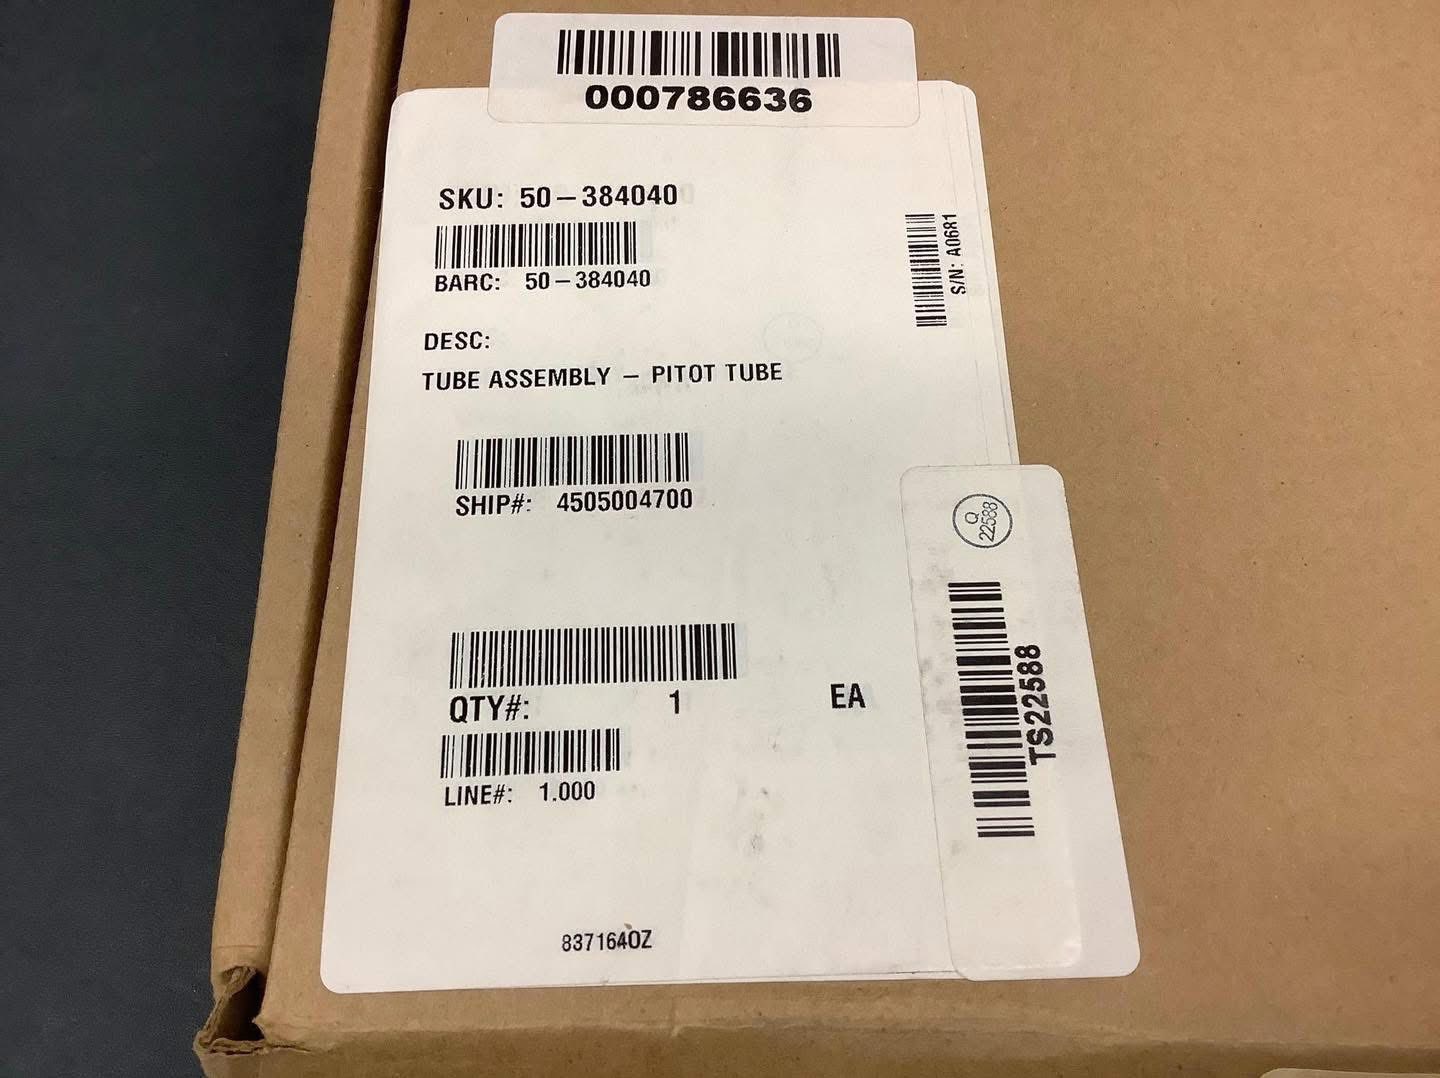 000786636
SKU: 50-384040
BARC: 50-384040
S/N: A0681
DESC:
TUBE ASSEMBLY - PITOT TUBE
SHIP#: 4505004700
Q
22588
TS22588
QTY#: 1 EA
LINE#: 1.000
8371640Z